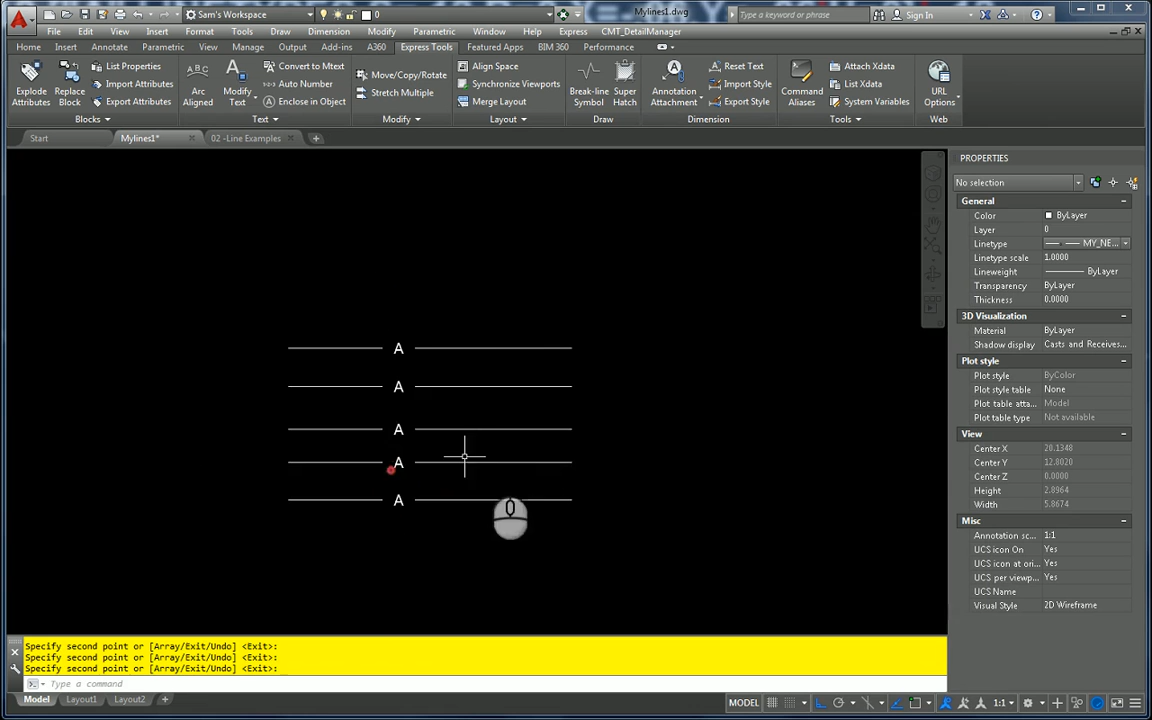 Sam's Workspace
0
Mylines1.dwg
Type a keyword or phrase
Sign In
File Edit View Insert Format Tools Draw Dimension Modify Parametric Window Help Express CMT_DetailManager
Home Insert Annotate Parametric View Manage Output Add-ins A360 Express Tools Featured Apps BIM 360 Performance
Explode Attributes
Replace Block
List Properties
Import Attributes
Export Attributes
Blocks
Arc Aligned
Modify Text
Convert to Mtext
Auto Number
Enclose in Object
Text
Move/Copy/Rotate
Stretch Multiple
Modify
Align Space
Synchronize Viewports
Merge Layout
Layout
Break-line Symbol
Super Hatch
Draw
Annotation Attachment
Reset Text
Import Style
Export Style
Dimension
Command Aliases
Attach Xdata
List Xdata
System Variables
Tools
URL Options
Web
Start Mylines1* 02 -Line Examples
A
A
A
A
A
PROPERTIES
No selection
General
Color ByLayer
Layer 0
Linetype MY_NE...
Linetype scale 1.0000
Lineweight ByLayer
Transparency ByLayer
Thickness 0.0000
3D Visualization
Material ByLayer
Shadow display Casts and Receives...
Plot style
Plot style ByColor
Plot style table None
Plot table atta... Model
Plot table type Not available
View
Center X 20.1348
Center Y 12.8020
Center Z 0.0000
Height 2.8964
Width 5.8674
Misc
Annotation sc... 1:1
UCS icon On Yes
UCS icon at ori... Yes
UCS per viewp... Yes
UCS Name
Visual Style 2D Wireframe
Specify second point or [Array/Exit/Undo] <Exit>:
Specify second point or [Array/Exit/Undo] <Exit>:
Specify second point or [Array/Exit/Undo] <Exit>:
Type a command
Model Layout1 Layout2
MODEL 1:1